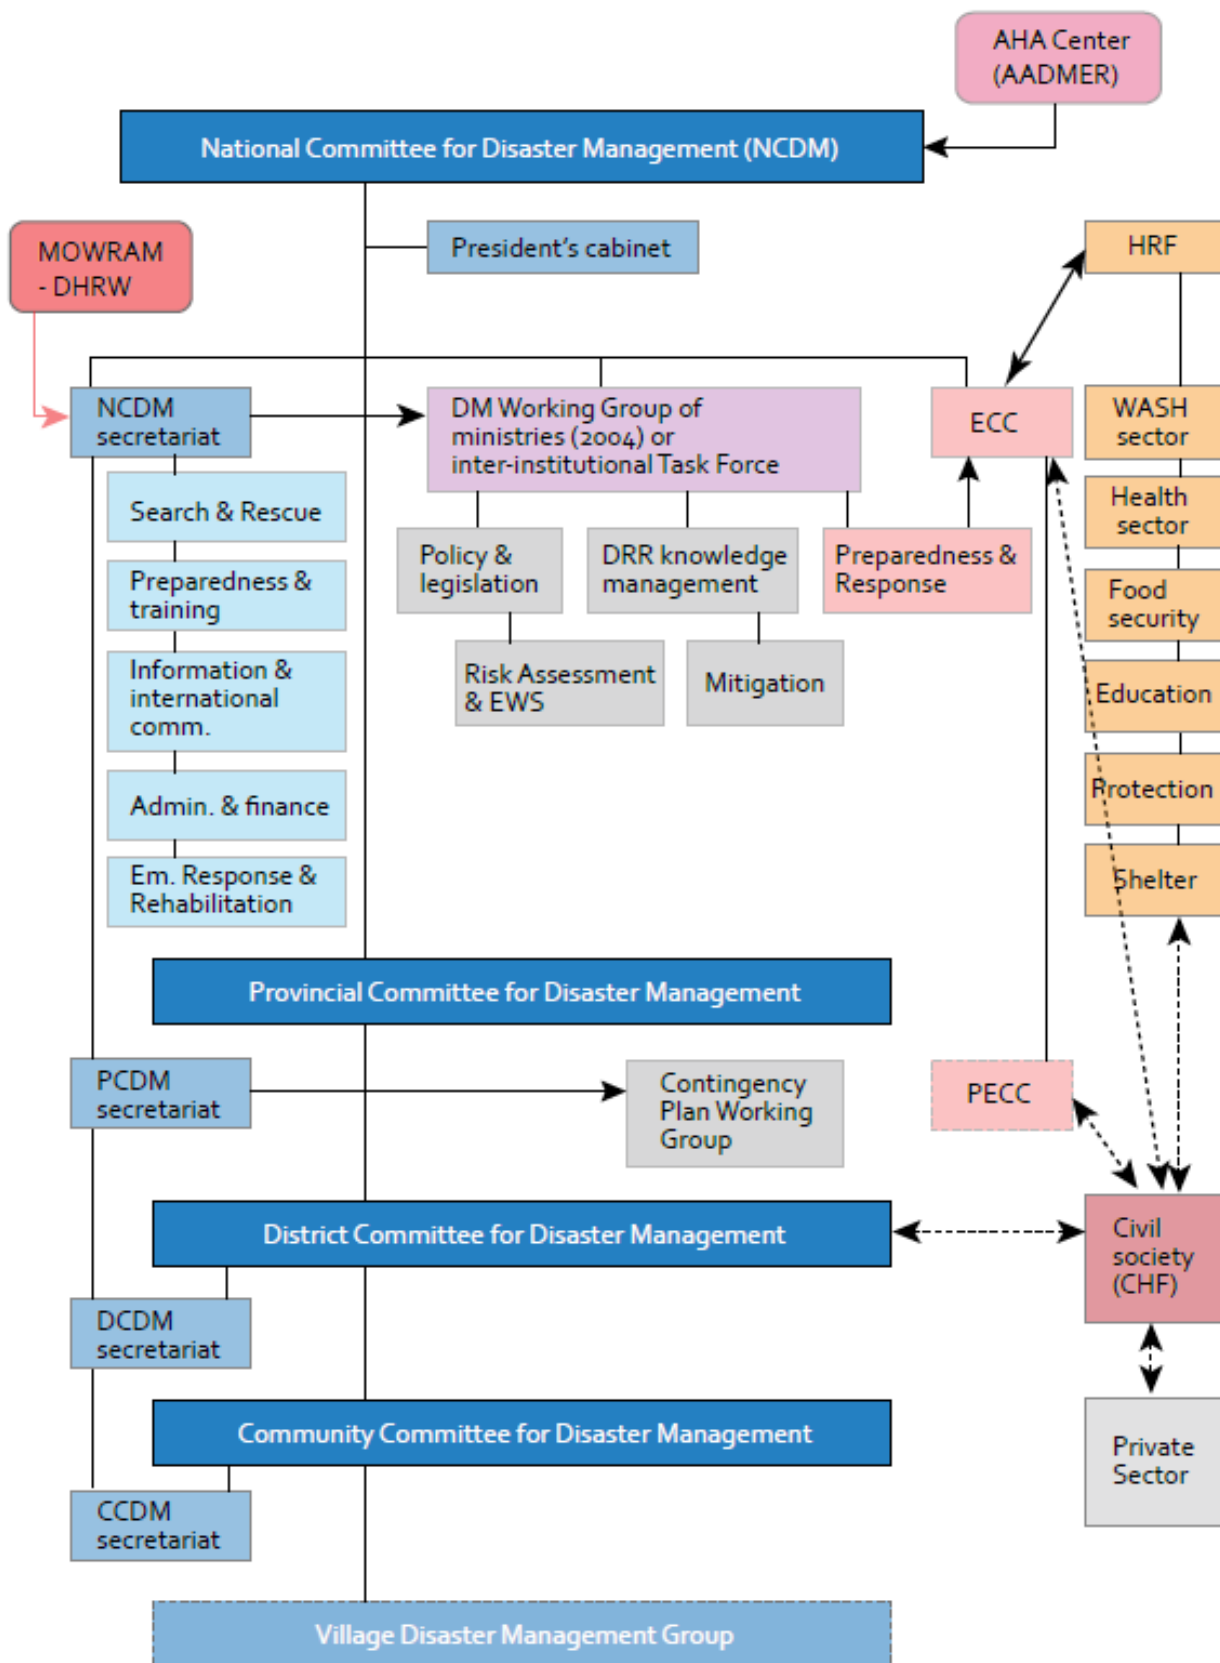 AHA Center
(AADMER)
National Committee for Disaster Management (NCDM)
MOWRAM
- DHRW
President's cabinet
HRF
NCDM
secretariat
DM Working Group of
ministries (2004) or
inter-institutional Task Force
ECC
WASH
sector
Search & Rescue
Health
sector
Policy &
legislation
DRR knowledge
management
Preparedness &
Response
Preparedness &
training
Food
security
Information &
international
comm.
Risk Assessment
& EWS
Mitigation
Education
Admin. & finance
Protection
Em. Response &
Rehabilitation
Shelter
Provincial Committee for Disaster Management
PCDM
secretariat
Contingency
Plan Working
Group
PECC
District Committee for Disaster Management
Civil
society
(CHF)
DCDM
secretariat
Community Committee for Disaster Management
Private
Sector
CCDM
secretariat
Village Disaster Management Group